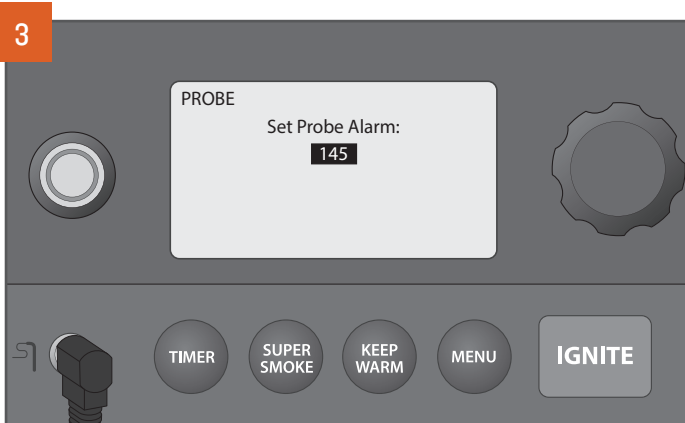 3
PROBE
Set Probe Alarm:
145
TIMER
SUPER
SMOKE
KEEP
WARM
MENU
IGNITE